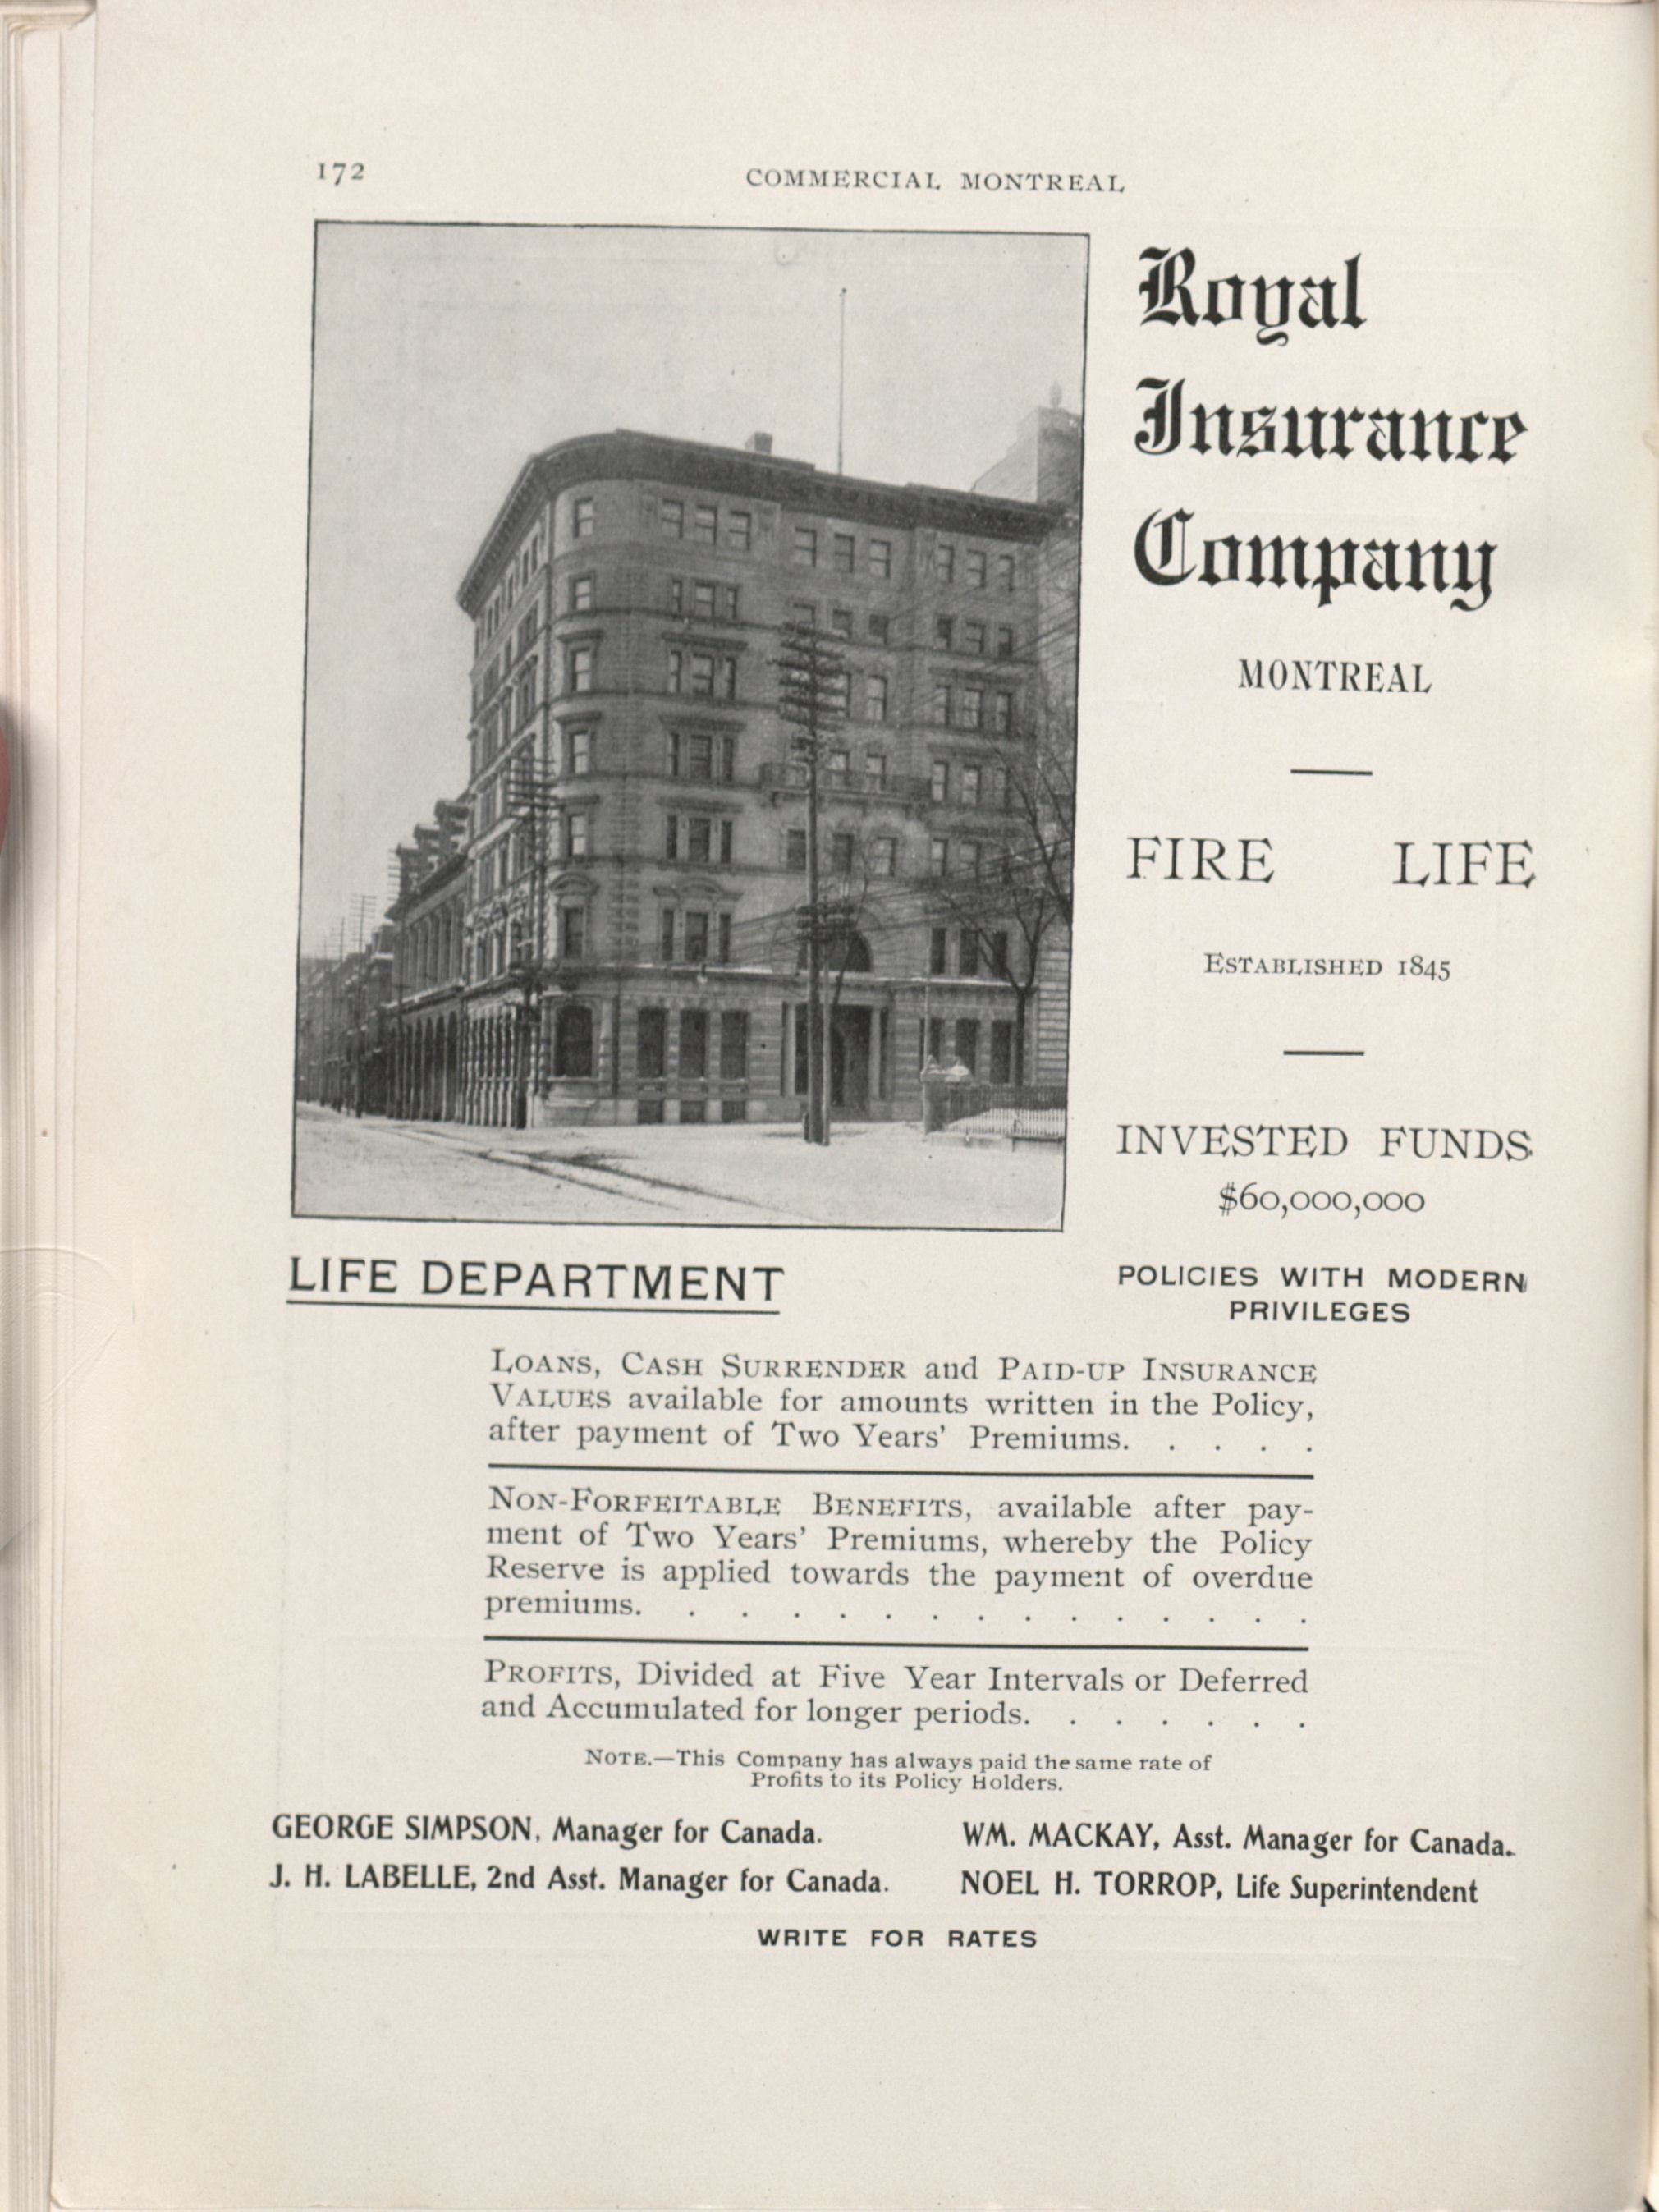 172
COMMERCIAL MONTREAL
Royal
Insurance
Company
MONTREAL
FIRE LIFE
ESTABLISHED 1845
INVESTED FUNDS
$60,000,000
LIFE DEPARTMENT
POLICIES WITH MODERN
PRIVILEGES
LOANS, CASH SURRENDER and PAID-UP INSURANCE
VALUES available for amounts written in the Policy,
after payment of Two Years' Premiums. . . . .
NON-FORFEITABLE BENEFITS, available after pay-
ment of Two Years' Premiums, whereby the Policy
Reserve is applied towards the payment of overdue
premiums. . . . . . . . . . . . . . .
PROFITS, Divided at Five Year Intervals or Deferred
and Accumulated for longer periods. . . . . . .
NOTE.—This Company has always paid the same rate of
Profits to its Policy Holders.
GEORGE SIMPSON, Manager for Canada.
WM. MACKAY, Asst. Manager for Canada.
J. H. LABELLE, 2nd Asst. Manager for Canada.
NOEL H. TORROP, Life Superintendent
WRITE FOR RATES